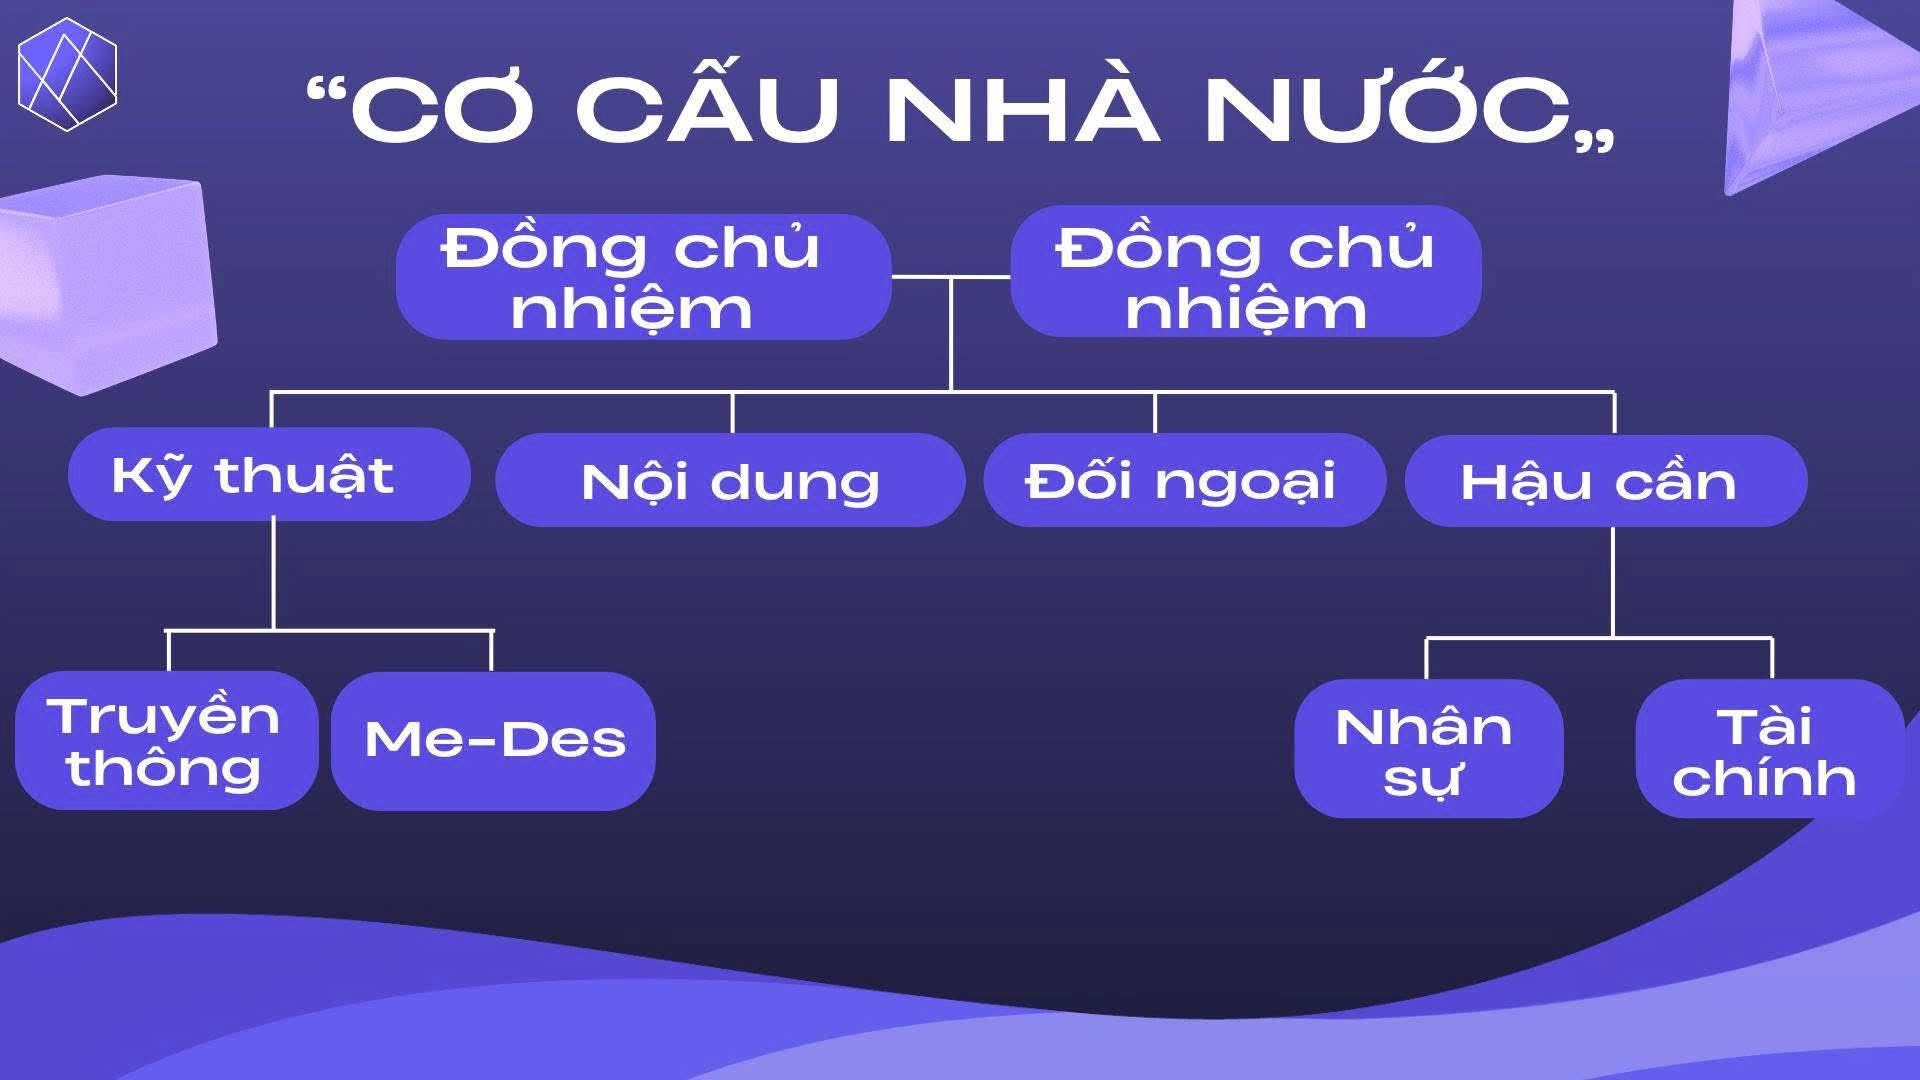 “CƠ CẤU NHÀ NƯỚC„
Đồng chủ
nhiệm
Đồng chủ
nhiệm
Kỹ thuật
Nội dung
Đối ngoại
Hậu cần
Truyền
thông
Me-Des
Nhân
sự
Tài
chính